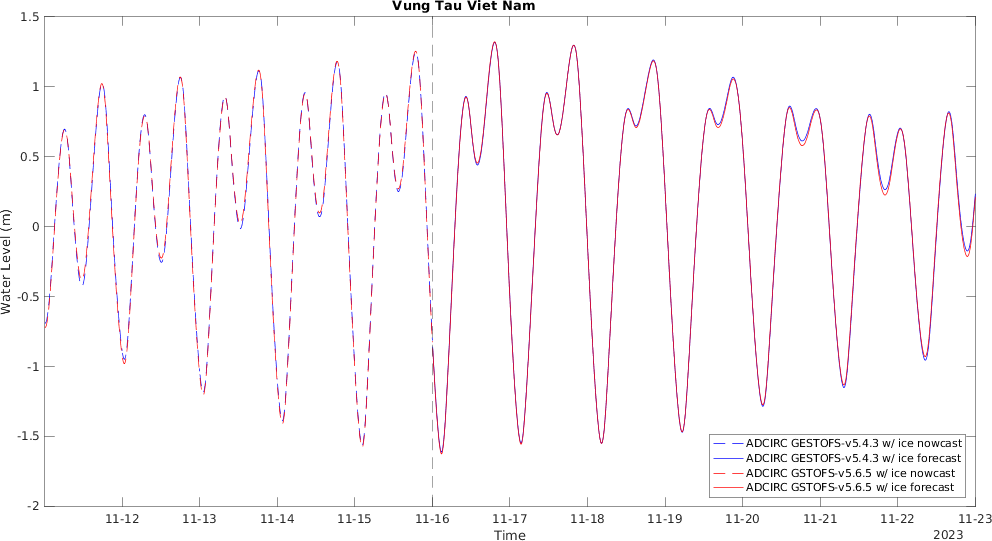 Vung Tau Viet Nam
1.5
1
0.5
0
-0.5
-1
-1.5
-2
Water Level (m)
11-12 11-13 11-14 11-15 11-16 11-17 11-18 11-19 11-20 11-21 11-22 11-23
Time
2023
ADCIRC GESTOFS-v5.4.3 w/ ice nowcast
ADCIRC GESTOFS-v5.4.3 w/ ice forecast
ADCIRC GSTOFS-v5.6.5 w/ ice nowcast
ADCIRC GSTOFS-v5.6.5 w/ ice forecast